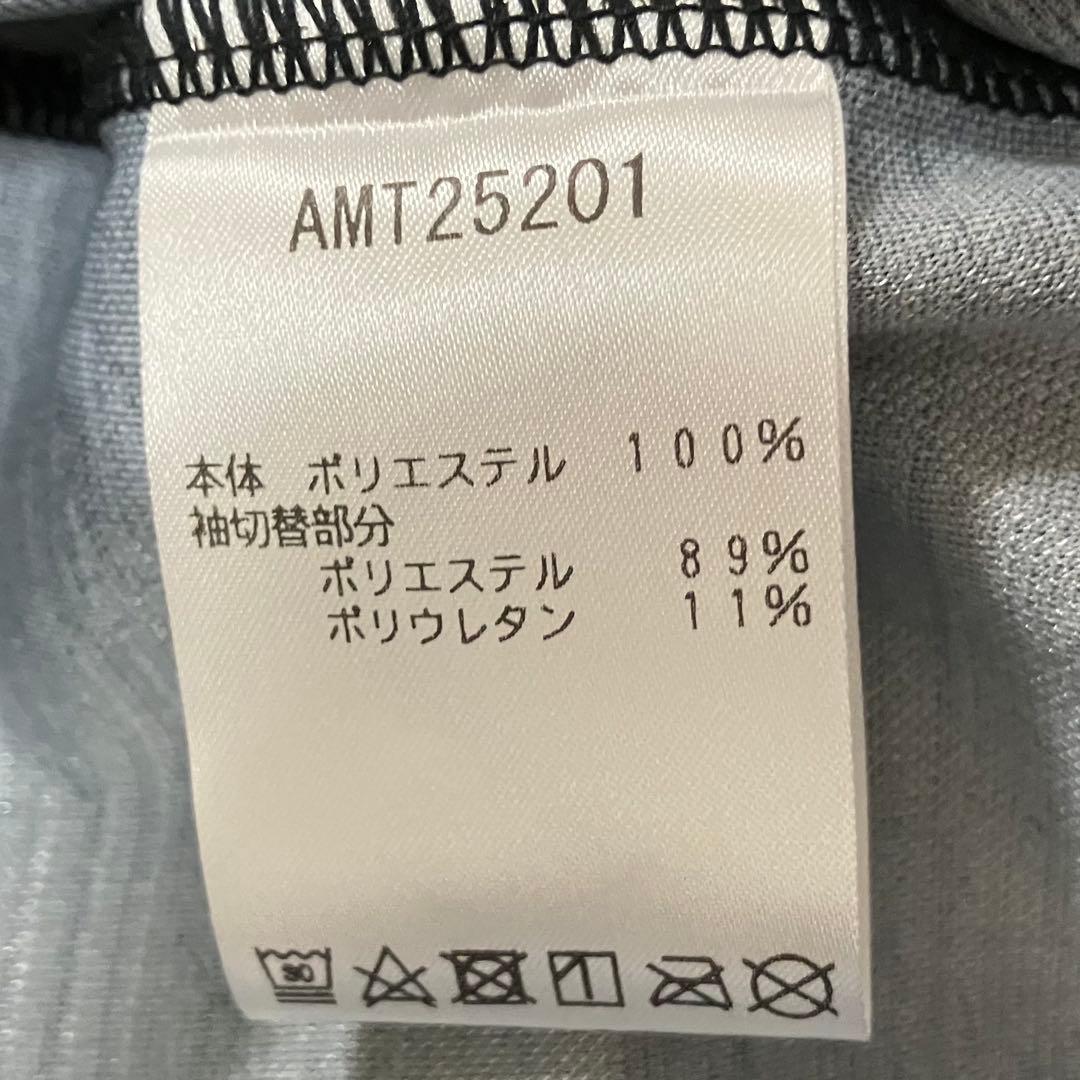 AMT25201
本体 ポリエステル 100%
袖切替部分
ポリエステル 89%
ポリウレタン 11%
30